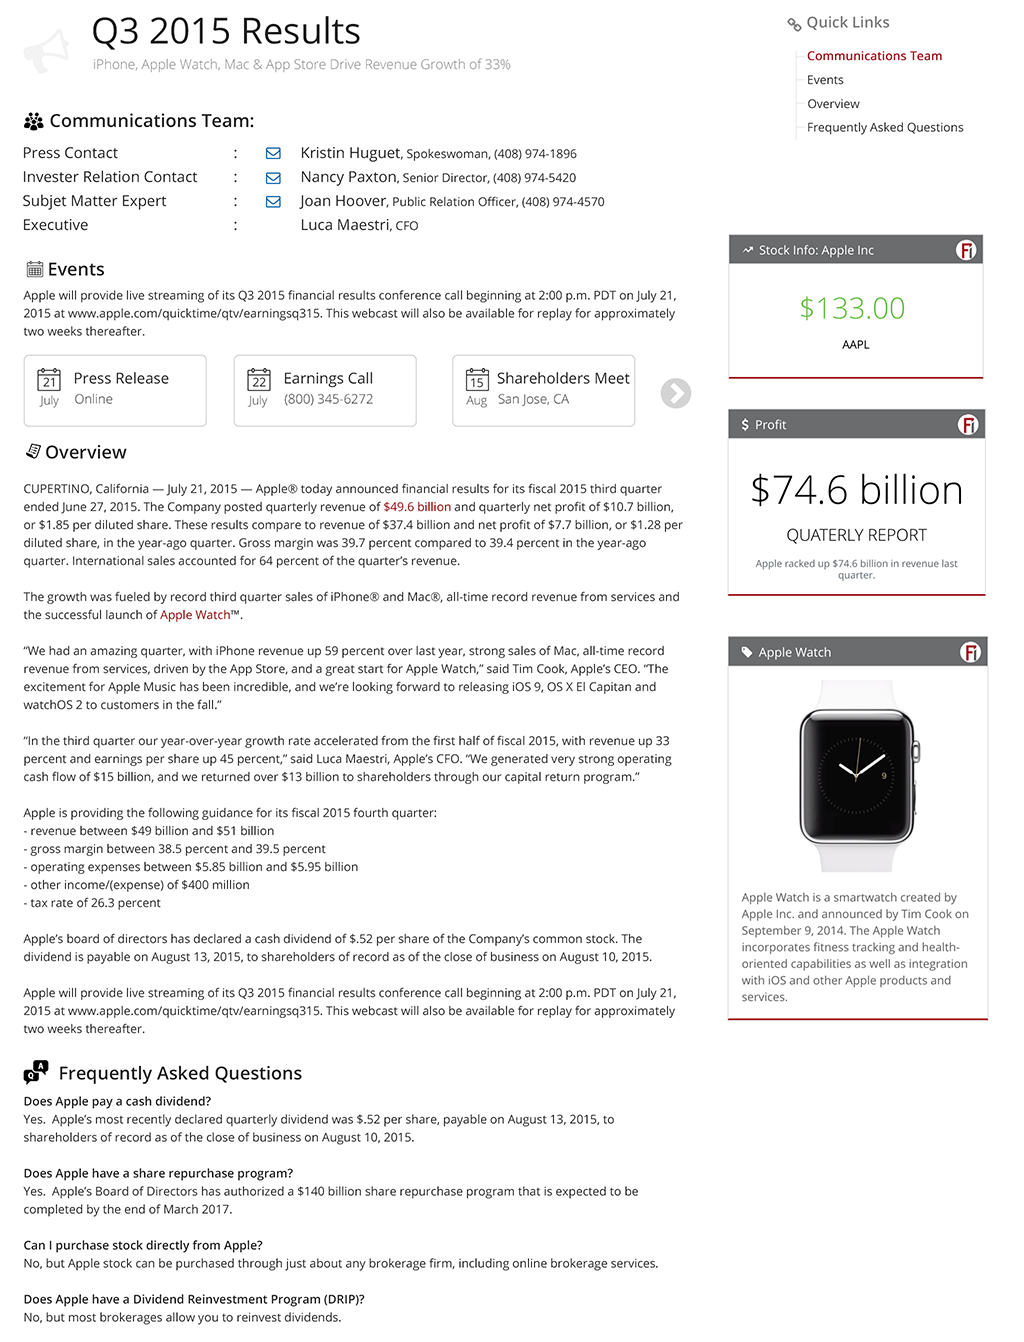 Q3 2015 Results
iPhone, Apple Watch, Mac & App Store Drive Revenue Growth of 33%
Quick Links
Communications Team
Events
Overview
Frequently Asked Questions
Communications Team:
Press Contact : Kristin Huguet, Spokeswoman, (408) 974-1896
Invester Relation Contact : Nancy Paxton, Senior Director, (408) 974-5420
Subjet Matter Expert : Joan Hoover, Public Relation Officer, (408) 974-4570
Executive : Luca Maestri, CFO
Events
Apple will provide live streaming of its Q3 2015 financial results conference call beginning at 2:00 p.m. PDT on July 21,
2015 at www.apple.com/quicktime/qtv/earningsq315. This webcast will also be available for replay for approximately
two weeks thereafter.
21 Press Release
July Online
22 Earnings Call
July (800) 345-6272
15 Shareholders Meet
Aug San Jose, CA
Overview
CUPERTINO, California — July 21, 2015 — Apple® today announced financial results for its fiscal 2015 third quarter
ended June 27, 2015. The Company posted quarterly revenue of $49.6 billion and quarterly net profit of $10.7 billion,
or $1.85 per diluted share. These results compare to revenue of $37.4 billion and net profit of $7.7 billion, or $1.28 per
diluted share, in the year-ago quarter. Gross margin was 39.7 percent compared to 39.4 percent in the year-ago
quarter. International sales accounted for 64 percent of the quarter's revenue.
The growth was fueled by record third quarter sales of iPhone® and Mac®, all-time record revenue from services and
the successful launch of Apple Watch™.
“We had an amazing quarter, with iPhone revenue up 59 percent over last year, strong sales of Mac, all-time record
revenue from services, driven by the App Store, and a great start for Apple Watch,” said Tim Cook, Apple’s CEO. “The
excitement for Apple Music has been incredible, and we’re looking forward to releasing iOS 9, OS X El Capitan and
watchOS 2 to customers in the fall.”
“In the third quarter our year-over-year growth rate accelerated from the first half of fiscal 2015, with revenue up 33
percent and earnings per share up 45 percent,” said Luca Maestri, Apple’s CFO. “We generated very strong operating
cash flow of $15 billion, and we returned over $13 billion to shareholders through our capital return program.”
Apple is providing the following guidance for its fiscal 2015 fourth quarter:
- revenue between $49 billion and $51 billion
- gross margin between 38.5 percent and 39.5 percent
- operating expenses between $5.85 billion and $5.95 billion
- other income/(expense) of $400 million
- tax rate of 26.3 percent
Apple’s board of directors has declared a cash dividend of $.52 per share of the Company’s common stock. The
dividend is payable on August 13, 2015, to shareholders of record as of the close of business on August 10, 2015.
Apple will provide live streaming of its Q3 2015 financial results conference call beginning at 2:00 p.m. PDT on July 21,
2015 at www.apple.com/quicktime/qtv/earningsq315. This webcast will also be available for replay for approximately
two weeks thereafter.
Q A Frequently Asked Questions
Does Apple pay a cash dividend?
Yes. Apple’s most recently declared quarterly dividend was $.52 per share, payable on August 13, 2015, to
shareholders of record as of the close of business on August 10, 2015.
Does Apple have a share repurchase program?
Yes. Apple’s Board of Directors has authorized a $140 billion share repurchase program that is expected to be
completed by the end of March 2017.
Can I purchase stock directly from Apple?
No, but Apple stock can be purchased through just about any brokerage firm, including online brokerage services.
Does Apple have a Dividend Reinvestment Program (DRIP)?
No, but most brokerages allow you to reinvest dividends.
Stock Info: Apple Inc Fi
$133.00
AAPL
$ Profit Fi
$74.6 billion
QUATERLY REPORT
Apple racked up $74.6 billion in revenue last
quarter.
Apple Watch Fi
9
Apple Watch is a smartwatch created by
Apple Inc. and announced by Tim Cook on
September 9, 2014. The Apple Watch
incorporates fitness tracking and health-
oriented capabilities as well as integration
with iOS and other Apple products and
services.